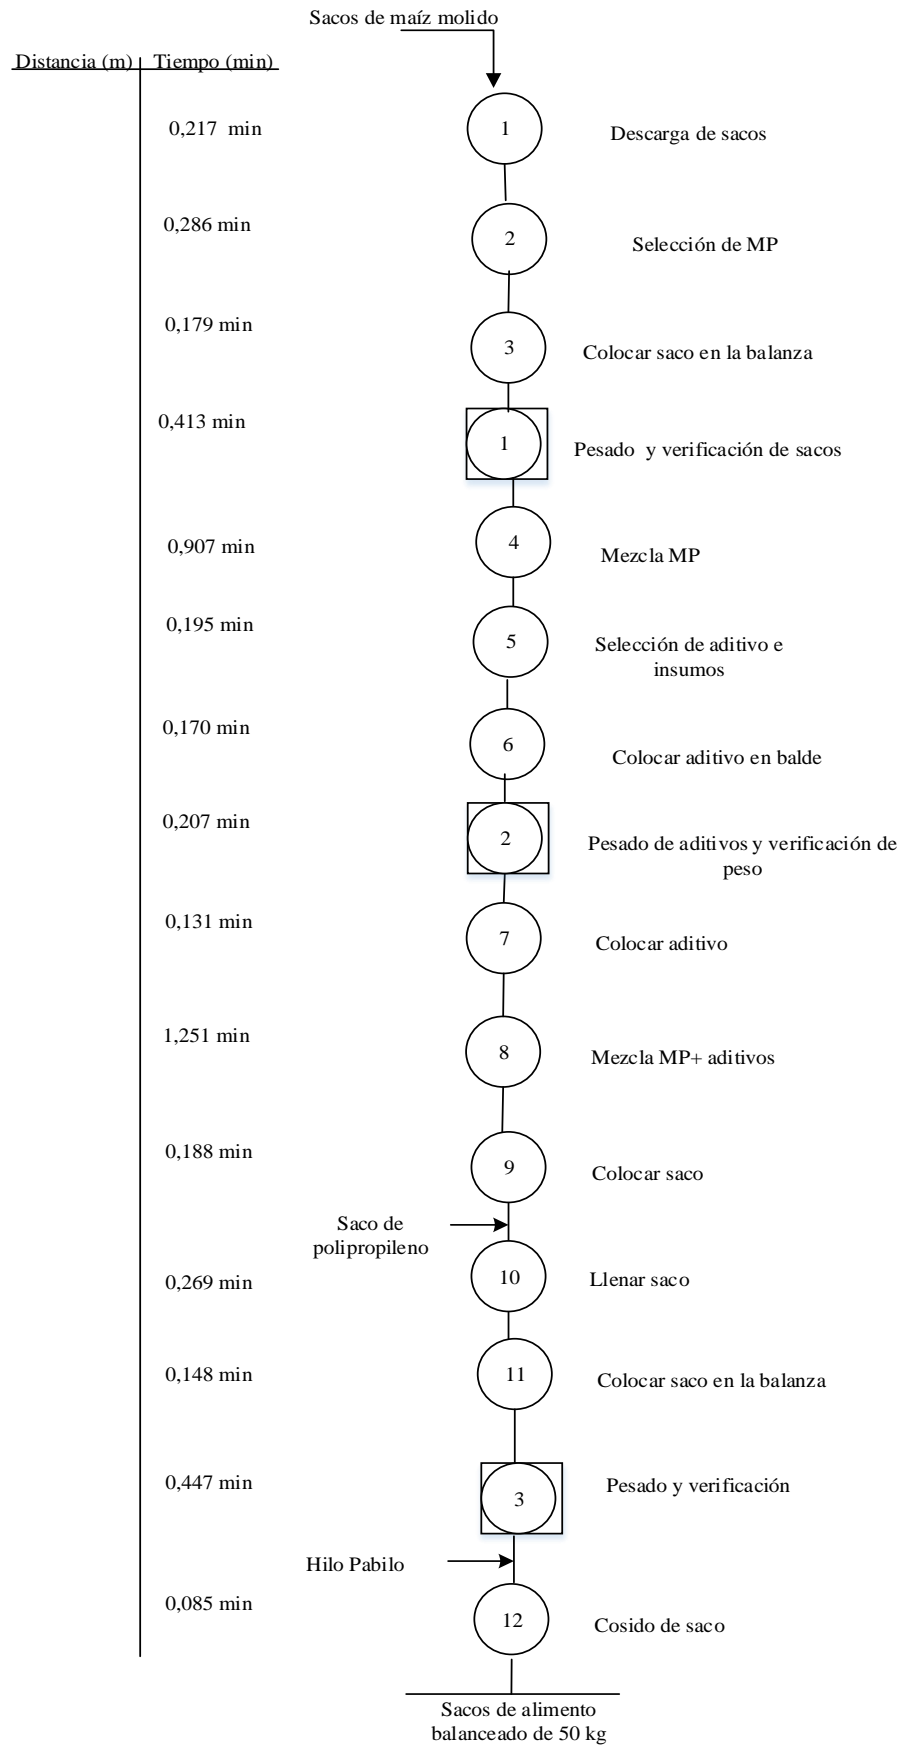 Sacos de maíz molido
Distancia (m) Tiempo (min)
0,217 min 1 Descarga de sacos
0,286 min 2 Selección de MP
0,179 min 3 Colocar saco en la balanza
0,413 min 1 Pesado y verificación de sacos
0,907 min 4 Mezcla MP
0,195 min 5 Selección de aditivo e
insumos
0,170 min 6 Colocar aditivo en balde
0,207 min 2 Pesado de aditivos y verificación de
peso
0,131 min 7 Colocar aditivo
1,251 min 8 Mezcla MP+ aditivos
0,188 min 9 Colocar saco
Saco de
polipropileno
0,269 min 10 Llenar saco
0,148 min 11 Colocar saco en la balanza
0,447 min 3 Pesado y verificación
Hilo Pabilo
0,085 min 12 Cosido de saco
Sacos de alimento
balanceado de 50 kg